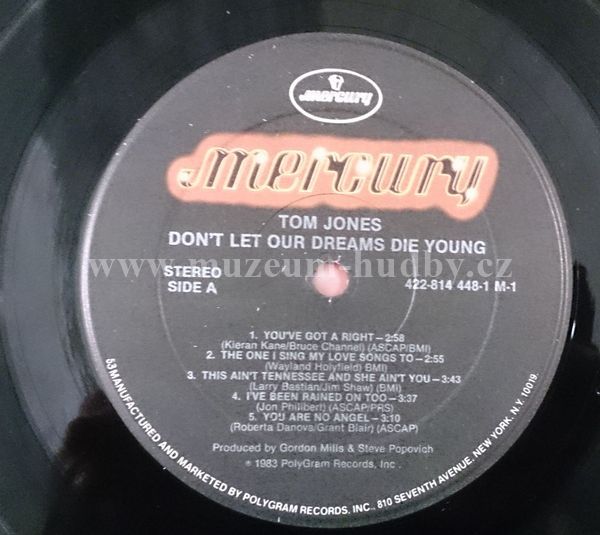 mercury
mercury
TOM JONES
DON'T LET OUR DREAMS DIE YOUNG
www.muzeum-hudby.cz
STEREO 422-814 448-1 M-1
SIDE A
1. YOU'VE GOT A RIGHT—2:58
(Kieran Kane/Bruce Channel) (ASCAP/BMI)
2. THE ONE I SING MY LOVE SONGS TO—2:55
(Wayland Holyfield) (BMI)
3. THIS AIN'T TENNESSEE AND SHE AIN'T YOU—3:43
(Larry Bastian/Jim Shaw) (BMI)
4. I'VE BEEN RAINED ON TOO—3:37
(Jon Philibert) (ASCAP/PRS)
5. YOU ARE NO ANGEL—3:10
(Roberta Danova/Grant Blair) (ASCAP)
Produced by Gordon Mills & Steve Popovich
℗ 1983 PolyGram Records, Inc.
53 MANUFACTURED AND MARKETED BY POLYGRAM RECORDS, INC., 810 SEVENTH AVENUE, NEW YORK, N.Y. 10019.